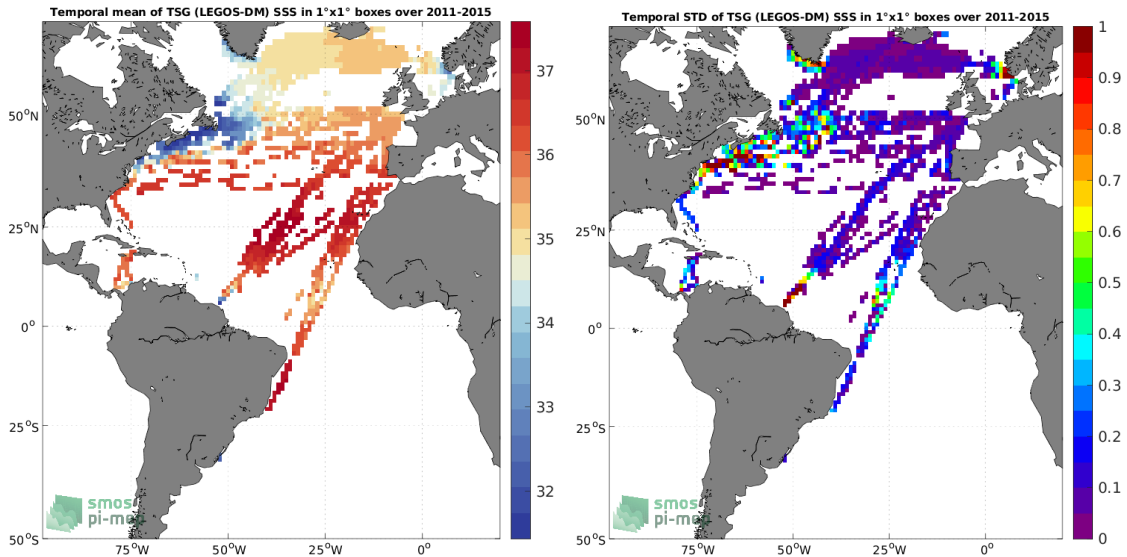 Temporal mean of TSG (LEGOS-DM) SSS in 1°x1° boxes over 2011-2015
50°N
25°N
0°
25°S
50°S
75°W
50°W
25°W
0°
37
36
35
34
33
32
smos
pi-mep
Temporal STD of TSG (LEGOS-DM) SSS in 1°x1° boxes over 2011-2015
50°N
25°N
0°
25°S
50°S
75°W
50°W
25°W
0°
1
0.9
0.8
0.7
0.6
0.5
0.4
0.3
0.2
0.1
0
smos
pi-mep